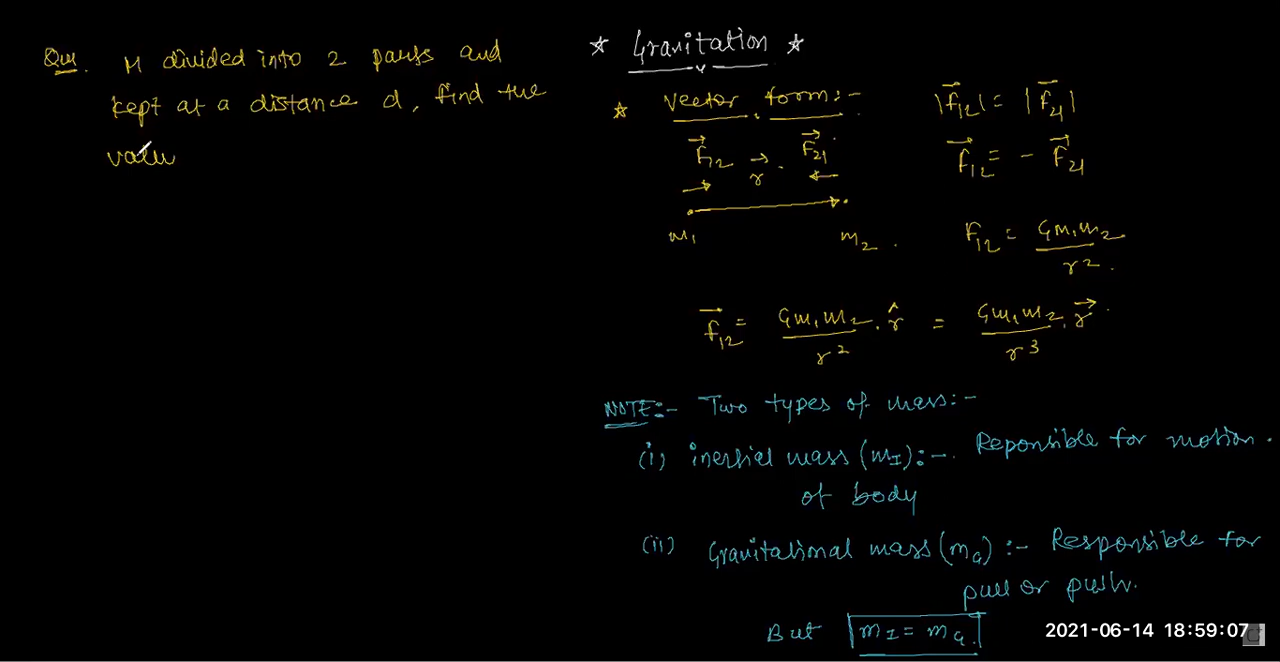 Que. M divided into 2 parts and
kept at a distance d, find the
valu
* Gravitation *
* Vector form:-
F₁₂ r F₂₁
m₁ m₂
|F₁₂| = |F₂₁|
F₁₂ = - F₂₁
F₁₂ = Gm₁m₂/r²
F₁₂ = Gm₁m₂/r² . r̂ = Gm₁m₂/r³ . r
NOTE:- Two types of mass:-
(i) inertial mass (mI):- Reponsible for motion.
of body
(ii) Gravitational mass (mG):- Responsible for
pull or push.
But mI = mG.
2021-06-14 18:59:07